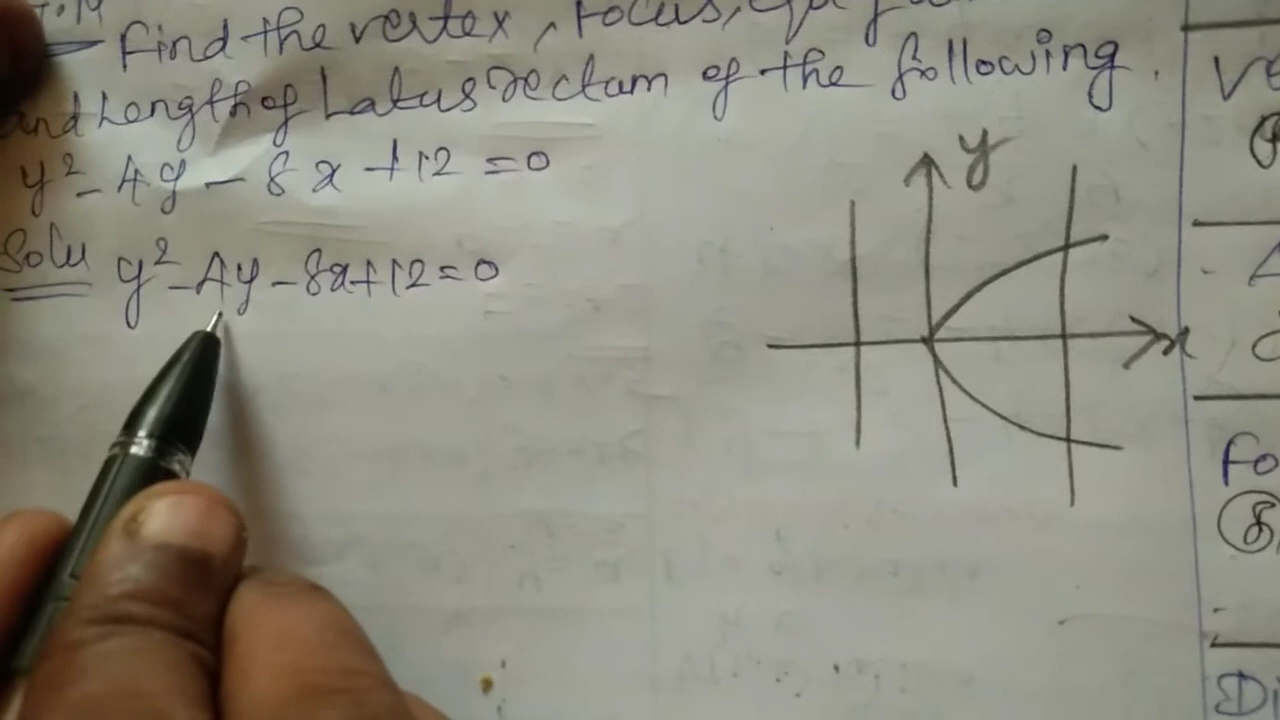 Find the vertex, Focus,
and Length of Latus rectum of the following.
y² - 4y - 8x + 12 = 0
Solu y² - 4y - 8x + 12 = 0
y
x